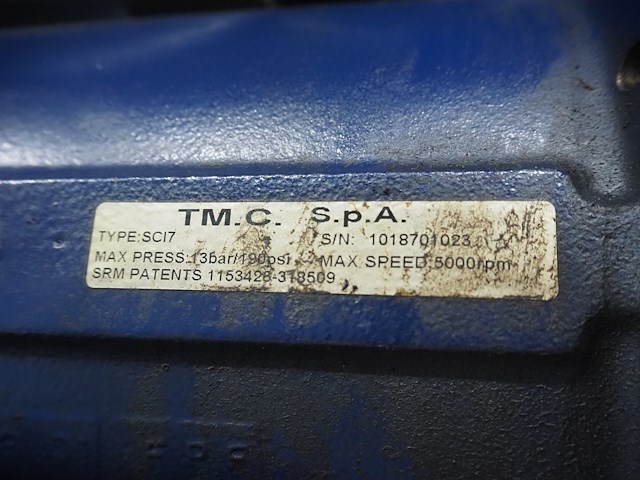 TM.C. S.p.A.
TYPE:SCI7 S/N: 1018701023
MAX PRESS:13bar/190psi MAX SPEED:5000rpm
SRM PATENTS 1153428-318509